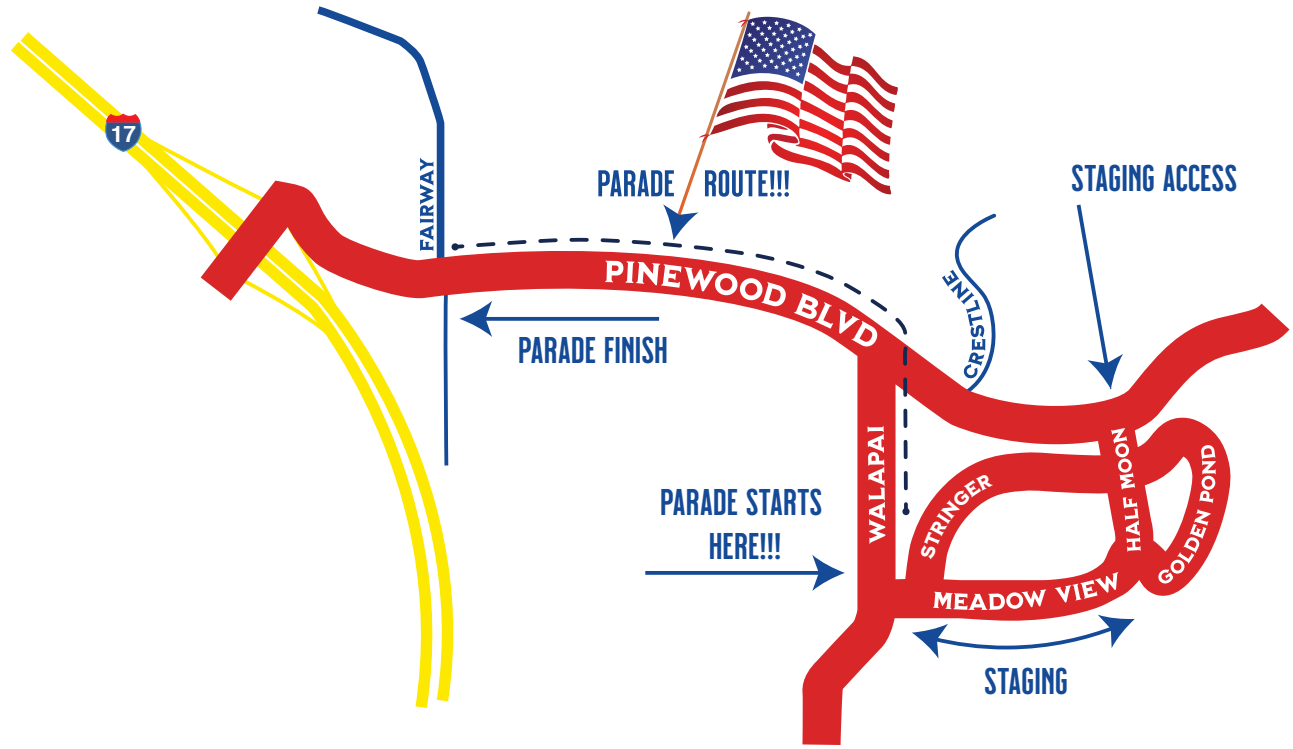 17
FAIRWAY
PARADE ROUTE!!!
STAGING ACCESS
PINEWOOD BLVD
CRESTLINE
PARADE FINISH
WALAPAI
STRINGER
HALF MOON
GOLDEN POND
PARADE STARTS
HERE!!!
MEADOW VIEW
STAGING